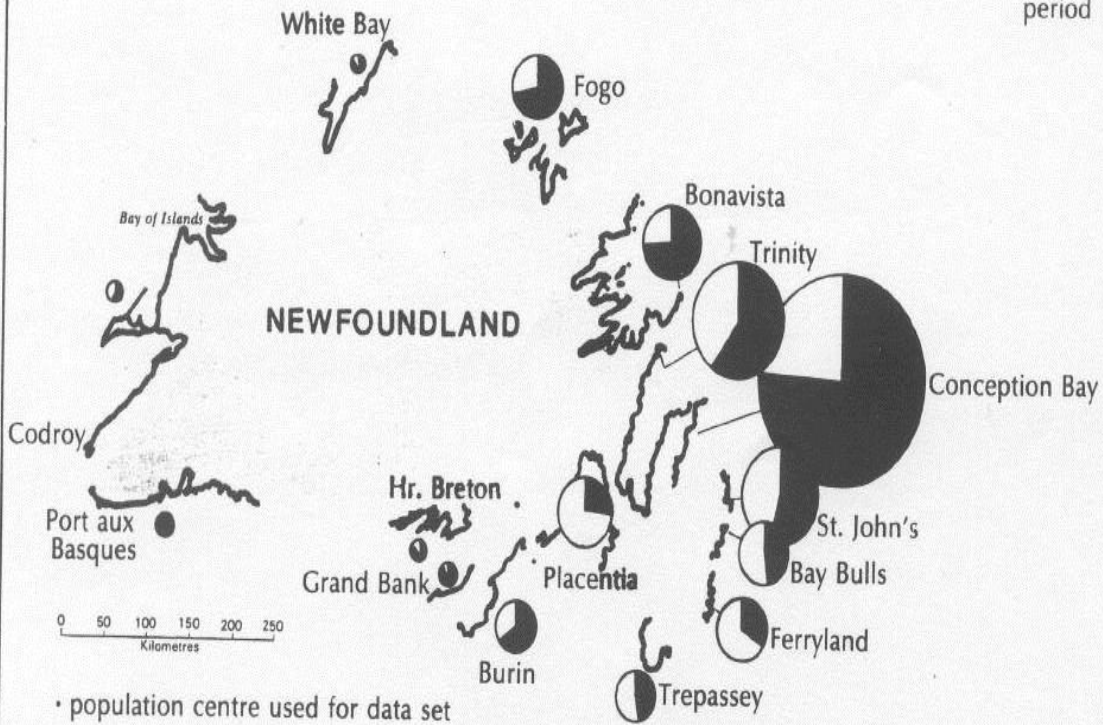 period
White Bay
Fogo
Bonavista
Bay of Islands
Trinity
NEWFOUNDLAND
Conception Bay
Codroy
Hr. Breton
Port aux
Basques
St. John's
Grand Bank
Placentia
Bay Bulls
0 50 100 150 200 250
Kilometres
Ferryland
Burin
Trepassey
· population centre used for data set